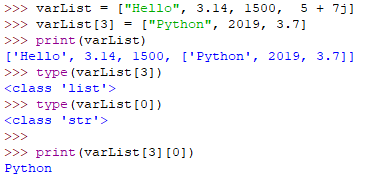 >>> varList = ["Hello", 3.14, 1500,  5 + 7j]
>>> varList[3] = ["Python", 2019, 3.7]
>>> print(varList)
['Hello', 3.14, 1500, ['Python', 2019, 3.7]]
>>> type(varList[3])
<class 'list'>
>>> type(varList[0])
<class 'str'>
>>>
>>> print(varList[3][0])
Python